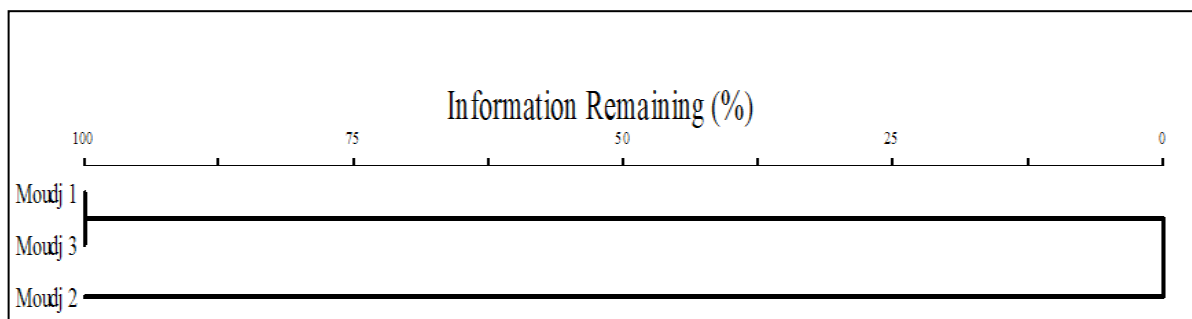 Information Remaining (%)
100 75 50 25 0
Moudj 1
Moudj 3
Moudj 2